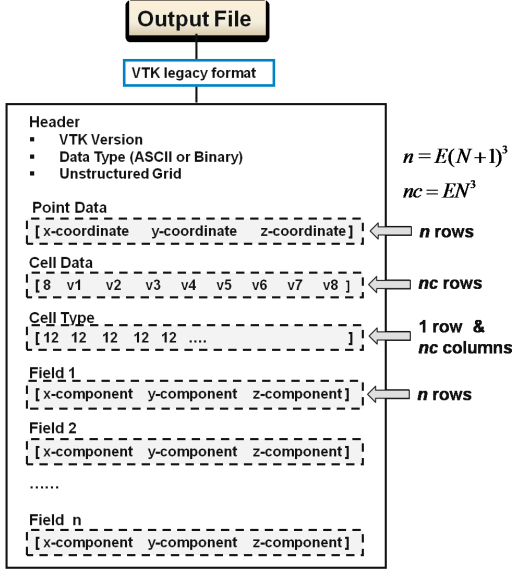 Output File
VTK legacy format
Header
▪ VTK Version
▪ Data Type (ASCII or Binary)
▪ Unstructured Grid
n = E(N+1)³
nc = EN³
Point Data
[x-coordinate y-coordinate z-coordinate]
n rows
Cell Data
[8 v1 v2 v3 v4 v5 v6 v7 v8 ]
nc rows
Cell Type
[12 12 12 12 12 .... ]
1 row &
nc columns
Field 1
[x-component y-component z-component]
n rows
Field 2
[x-component y-component z-component]
......
Field n
[x-component y-component z-component]